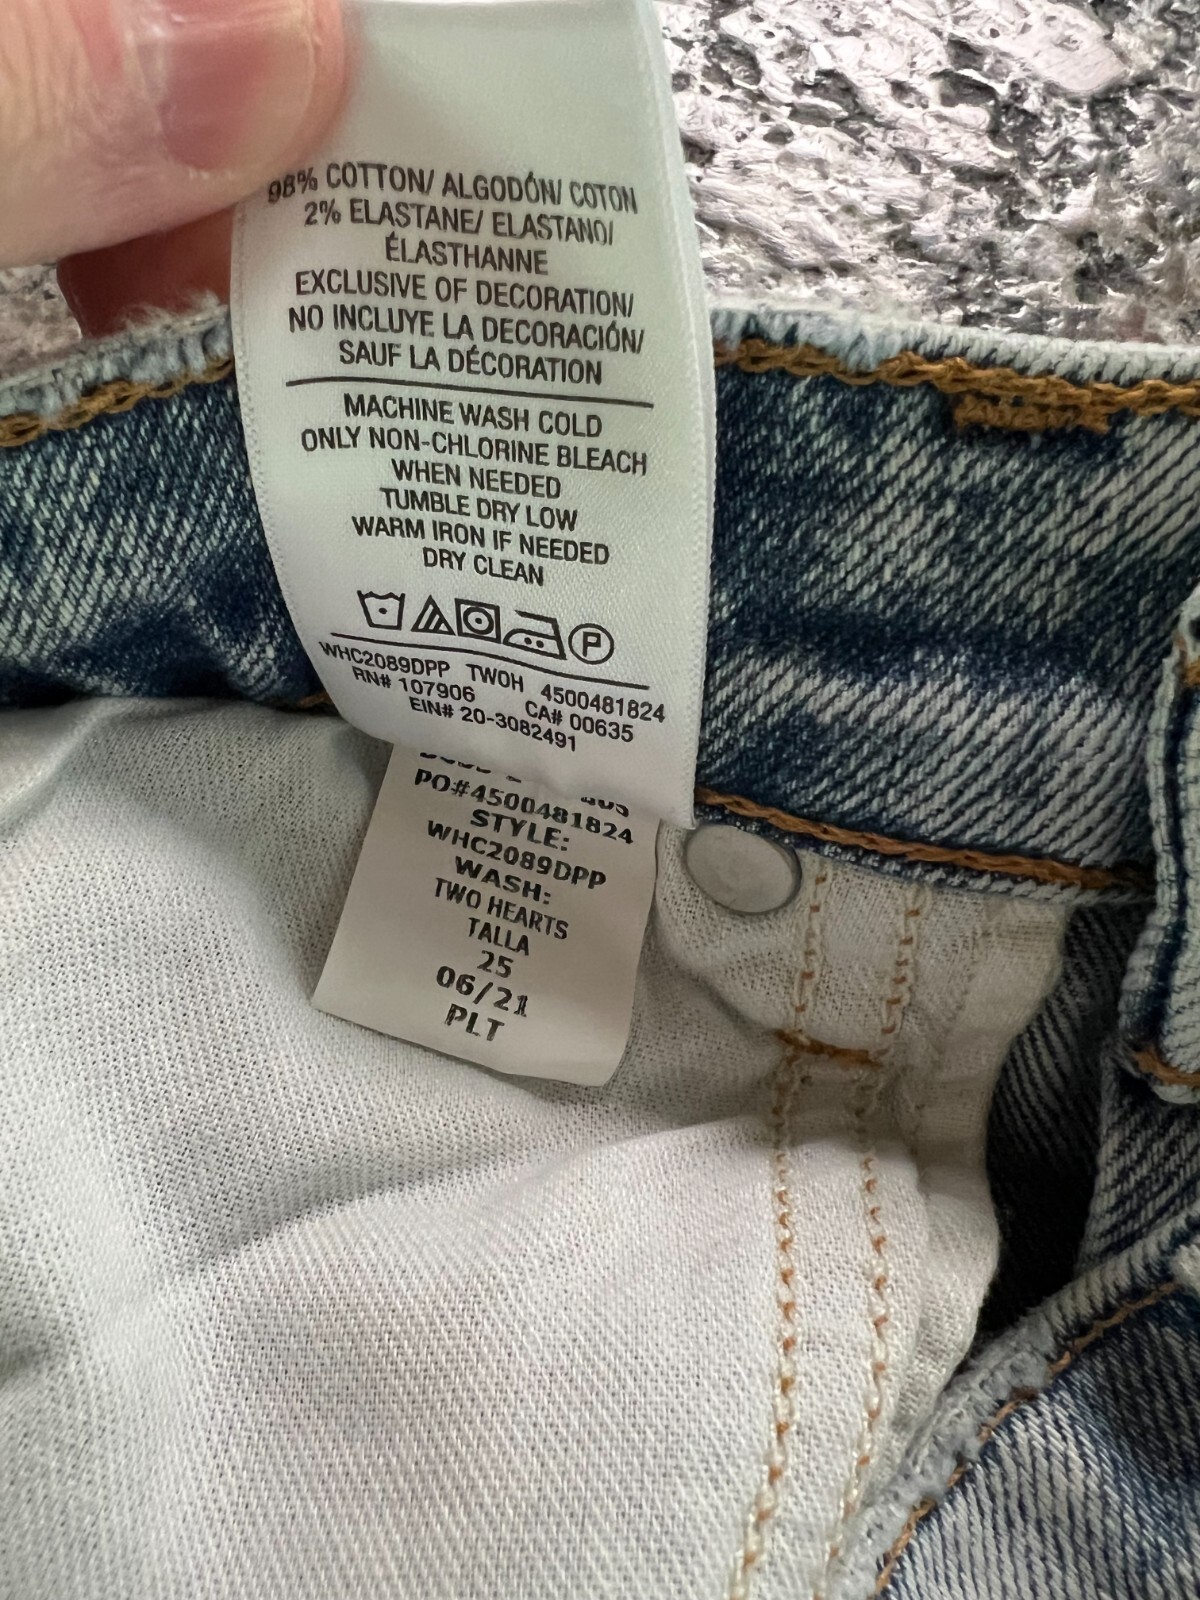 98% COTTON/ ALGODÓN/ COTON
2% ELASTANE/ ELASTANO/
ÉLASTHANNE
EXCLUSIVE OF DECORATION/
NO INCLUYE LA DECORACIÓN/
SAUF LA DÉCORATION
MACHINE WASH COLD
ONLY NON-CHLORINE BLEACH
WHEN NEEDED
TUMBLE DRY LOW
WARM IRON IF NEEDED
DRY CLEAN
P
WHC2089DPP TWOH 4500481824
RN# 107906 CA# 00635
EIN# 20-3082491
PO#4500481824
STYLE:
WHC2089DPP
WASH:
TWO HEARTS
TALLA
25
06/21
PLT